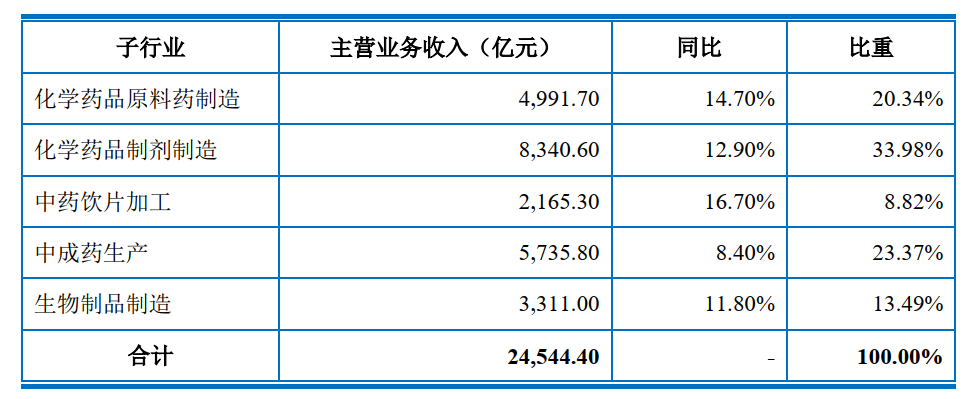 子行业 主营业务收入（亿元） 同比 比重
化学药品原料药制造 4,991.70 14.70% 20.34%
化学药品制剂制造 8,340.60 12.90% 33.98%
中药饮片加工 2,165.30 16.70% 8.82%
中成药生产 5,735.80 8.40% 23.37%
生物制品制造 3,311.00 11.80% 13.49%
合计 24,544.40 - 100.00%